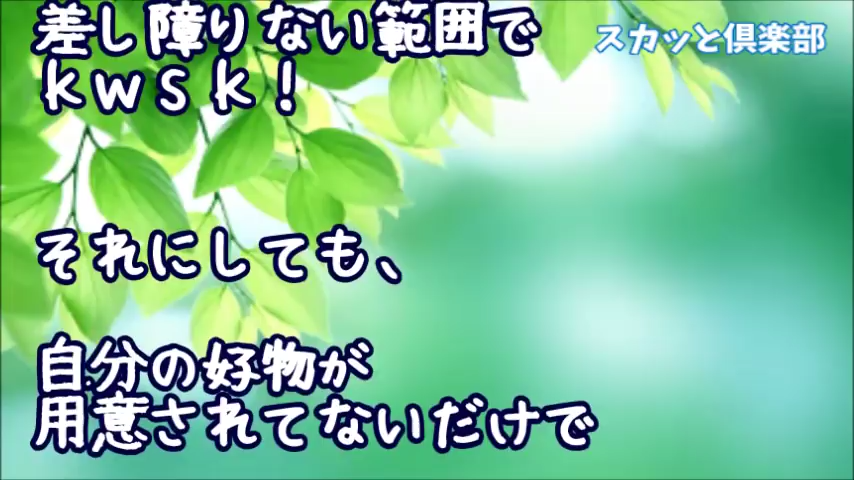 差し障りない範囲で
スカッと倶楽部
ｋｗｓｋ！
それにしても、
自分の好物が
用意されてないだけで